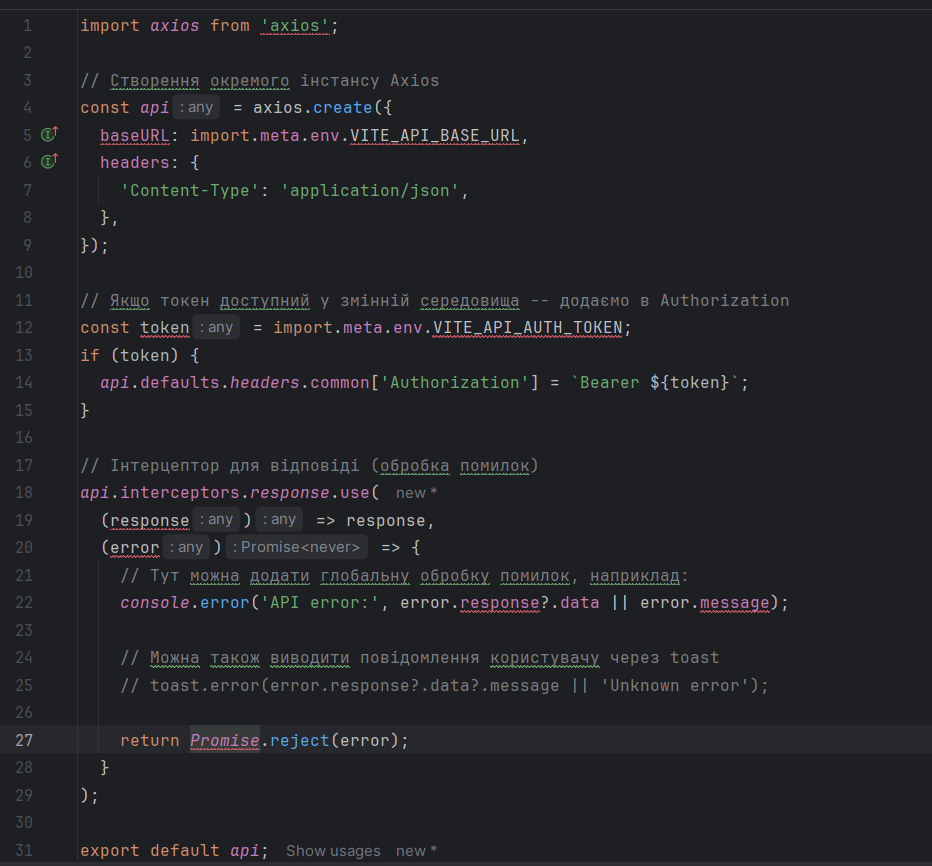 1 import axios from 'axios';
2
3 // Створення окремого інстансу Axios
4 const api : any = axios.create({
5 baseURL: import.meta.env.VITE_API_BASE_URL,
6 headers: {
7 'Content-Type': 'application/json',
8 },
9 });
10
11 // Якщо токен доступний у змінній середовища -- додаємо в Authorization
12 const token : any = import.meta.env.VITE_API_AUTH_TOKEN;
13 if (token) {
14 api.defaults.headers.common['Authorization'] = `Bearer ${token}`;
15 }
16
17 // Інтерцептор для відповіді (обробка помилок)
18 api.interceptors.response.use( new *
19 (response : any ) : any => response,
20 (error : any ) : Promise<never> => {
21 // Тут можна додати глобальну обробку помилок, наприклад:
22 console.error('API error:', error.response?.data || error.message);
23
24 // Можна також виводити повідомлення користувачу через toast
25 // toast.error(error.response?.data?.message || 'Unknown error');
26
27 return Promise.reject(error);
28 }
29 );
30
31 export default api; Show usages new *